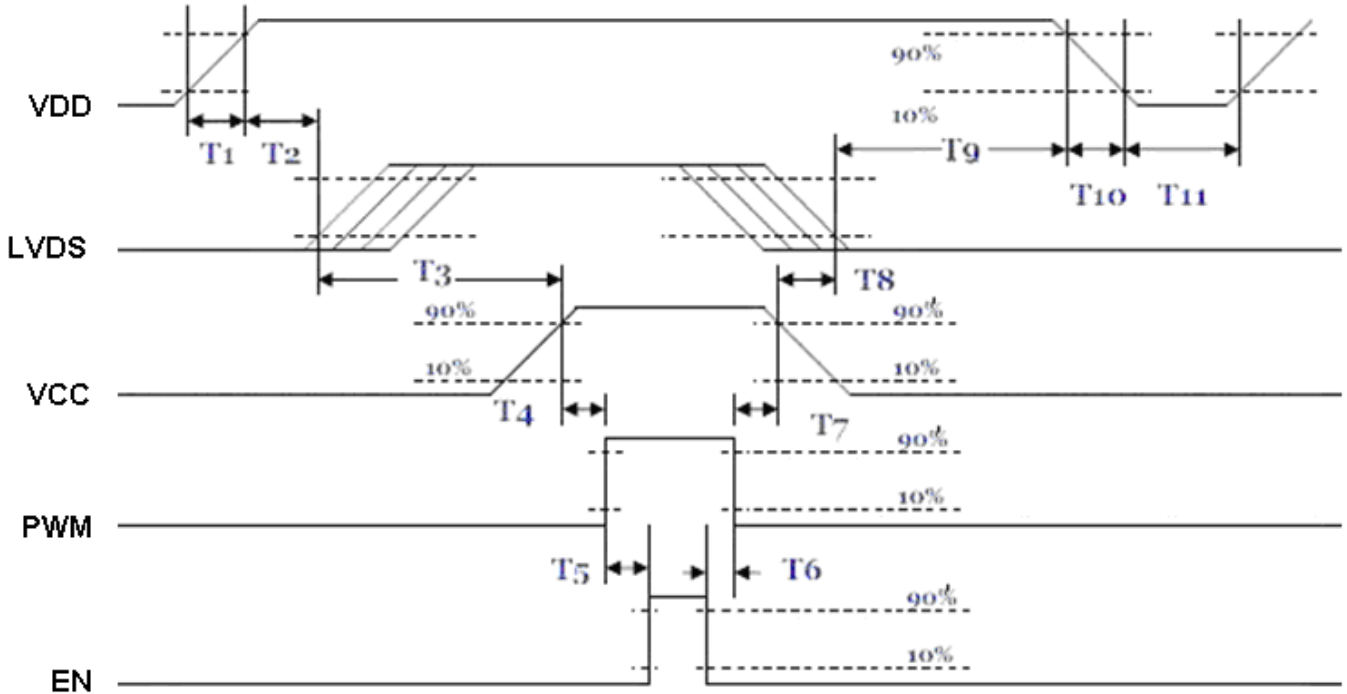 90%
VDD
10%
T1 T2
T9
T10 T11
LVDS
T3
T8
90% 90%
10% 10%
VCC
T4
T7
90%
10%
PWM
T5
T6
90%
10%
EN